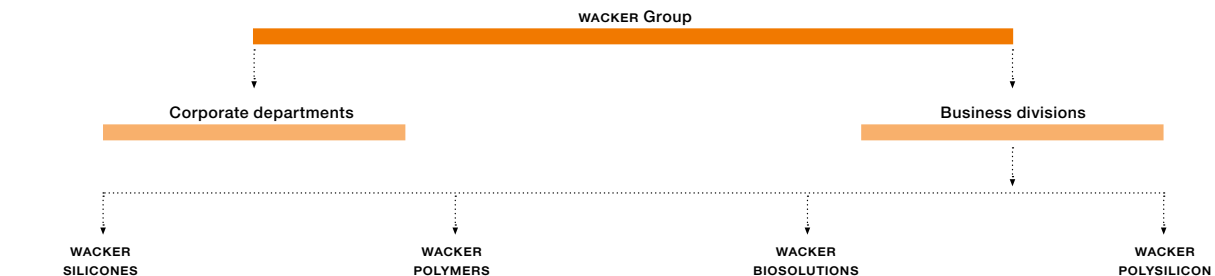 WACKER Group
Corporate departments
Business divisions
WACKER
SILICONES
WACKER
POLYMERS
WACKER
BIOSOLUTIONS
WACKER
POLYSILICON